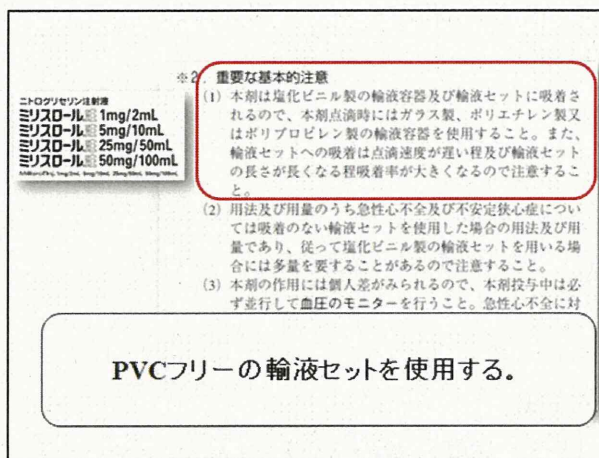 ※2. 重要な基本的注意
ニトログリセリン注射液
ミリスロール注 1mg/2mL
ミリスロール注 5mg/10mL
ミリスロール注 25mg/50mL
ミリスロール注 50mg/100mL
Millisrol® Inj. 1mg/2mL, 5mg/10mL, 25mg/50mL, 50mg/100mL
(1) 本剤は塩化ビニル製の輸液容器及び輸液セットに吸着さ
れるので、本剤点滴時にはガラス製、ポリエチレン製又
はポリプロピレン製の輸液容器を使用すること。また、
輸液セットへの吸着は点滴速度が遅い程及び輸液セット
の長さが長くなる程吸着率が大きくなるので注意するこ
と。
(2) 用法及び用量のうち急性心不全及び不安定狭心症につい
ては吸着のない輸液セットを使用した場合の用法及び用
量であり、従って塩化ビニル製の輸液セットを用いる場
合には多量を要することがあるので注意すること。
(3) 本剤の作用には個人差がみられるので、本剤投与中は必
ず並行して血圧のモニターを行うこと。急性心不全に対
PVCフリーの輸液セットを使用する。